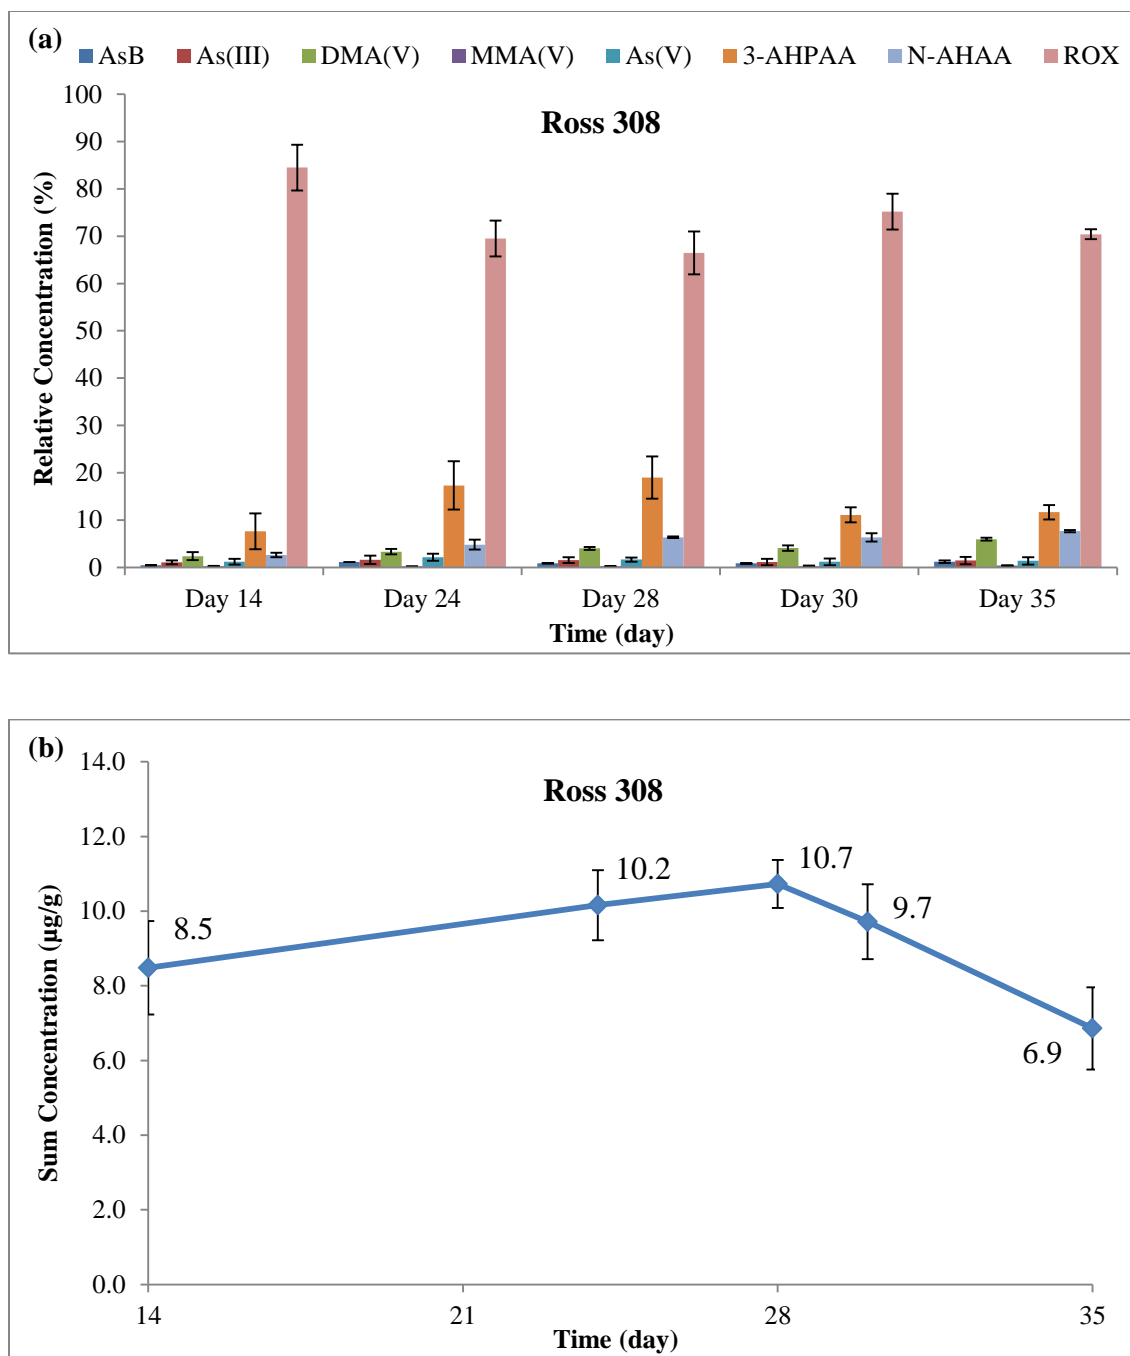 (a)
AsB As(III) DMA(V) MMA(V) As(V) 3-AHPAA N-AHAA ROX
Ross 308
Relative Concentration (%)
100
90
80
70
60
50
40
30
20
10
0
Day 14 Day 24 Day 28 Day 30 Day 35
Time (day)
(b)
Ross 308
Sum Concentration (µg/g)
14.0
12.0
10.0
8.0
6.0
4.0
2.0
0.0
8.5
10.2
10.7
9.7
6.9
14 21 28 35
Time (day)